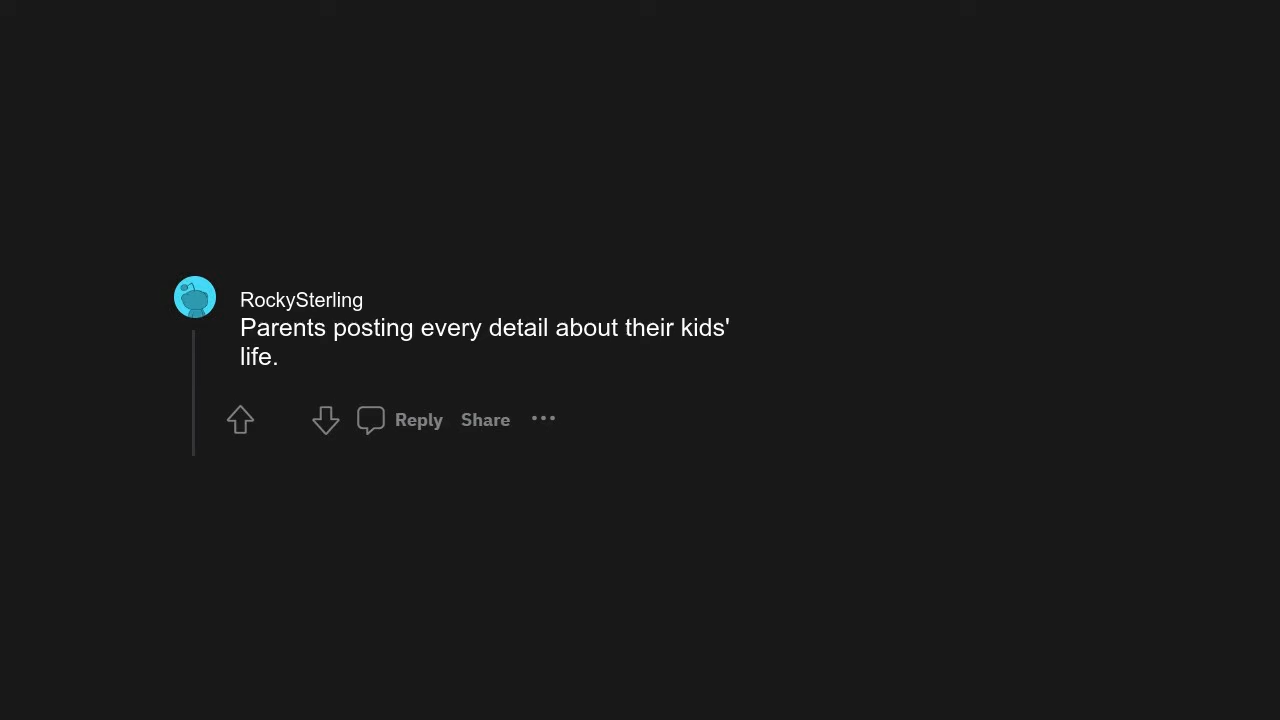 RockySterling
Parents posting every detail about their kids'
life.
Reply Share